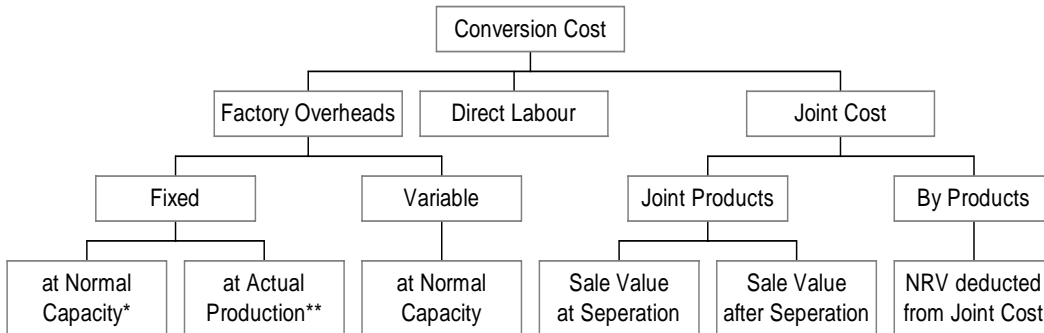 Conversion Cost
Factory Overheads
Direct Labour
Joint Cost
Fixed
Variable
Joint Products
By Products
at Normal
Capacity*
at Actual
Production**
at Normal
Capacity
Sale Value
at Seperation
Sale Value
after Seperation
NRV deducted
from Joint Cost